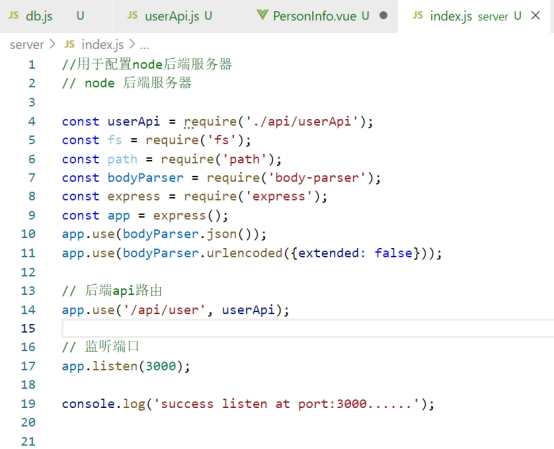 db.js U
userApi.js U
PersonInfo.vue U
index.js server U
server > index.js > ...
1 //用于配置node后端服务器
2 // node 后端服务器
3
4 const userApi = require('./api/userApi');
5 const fs = require('fs');
6 const path = require('path');
7 const bodyParser = require('body-parser');
8 const express = require('express');
9 const app = express();
10 app.use(bodyParser.json());
11 app.use(bodyParser.urlencoded({extended: false}));
12
13 // 后端api路由
14 app.use('/api/user', userApi);
15
16 // 监听端口
17 app.listen(3000);
18
19 console.log('success listen at port:3000......');
20
21